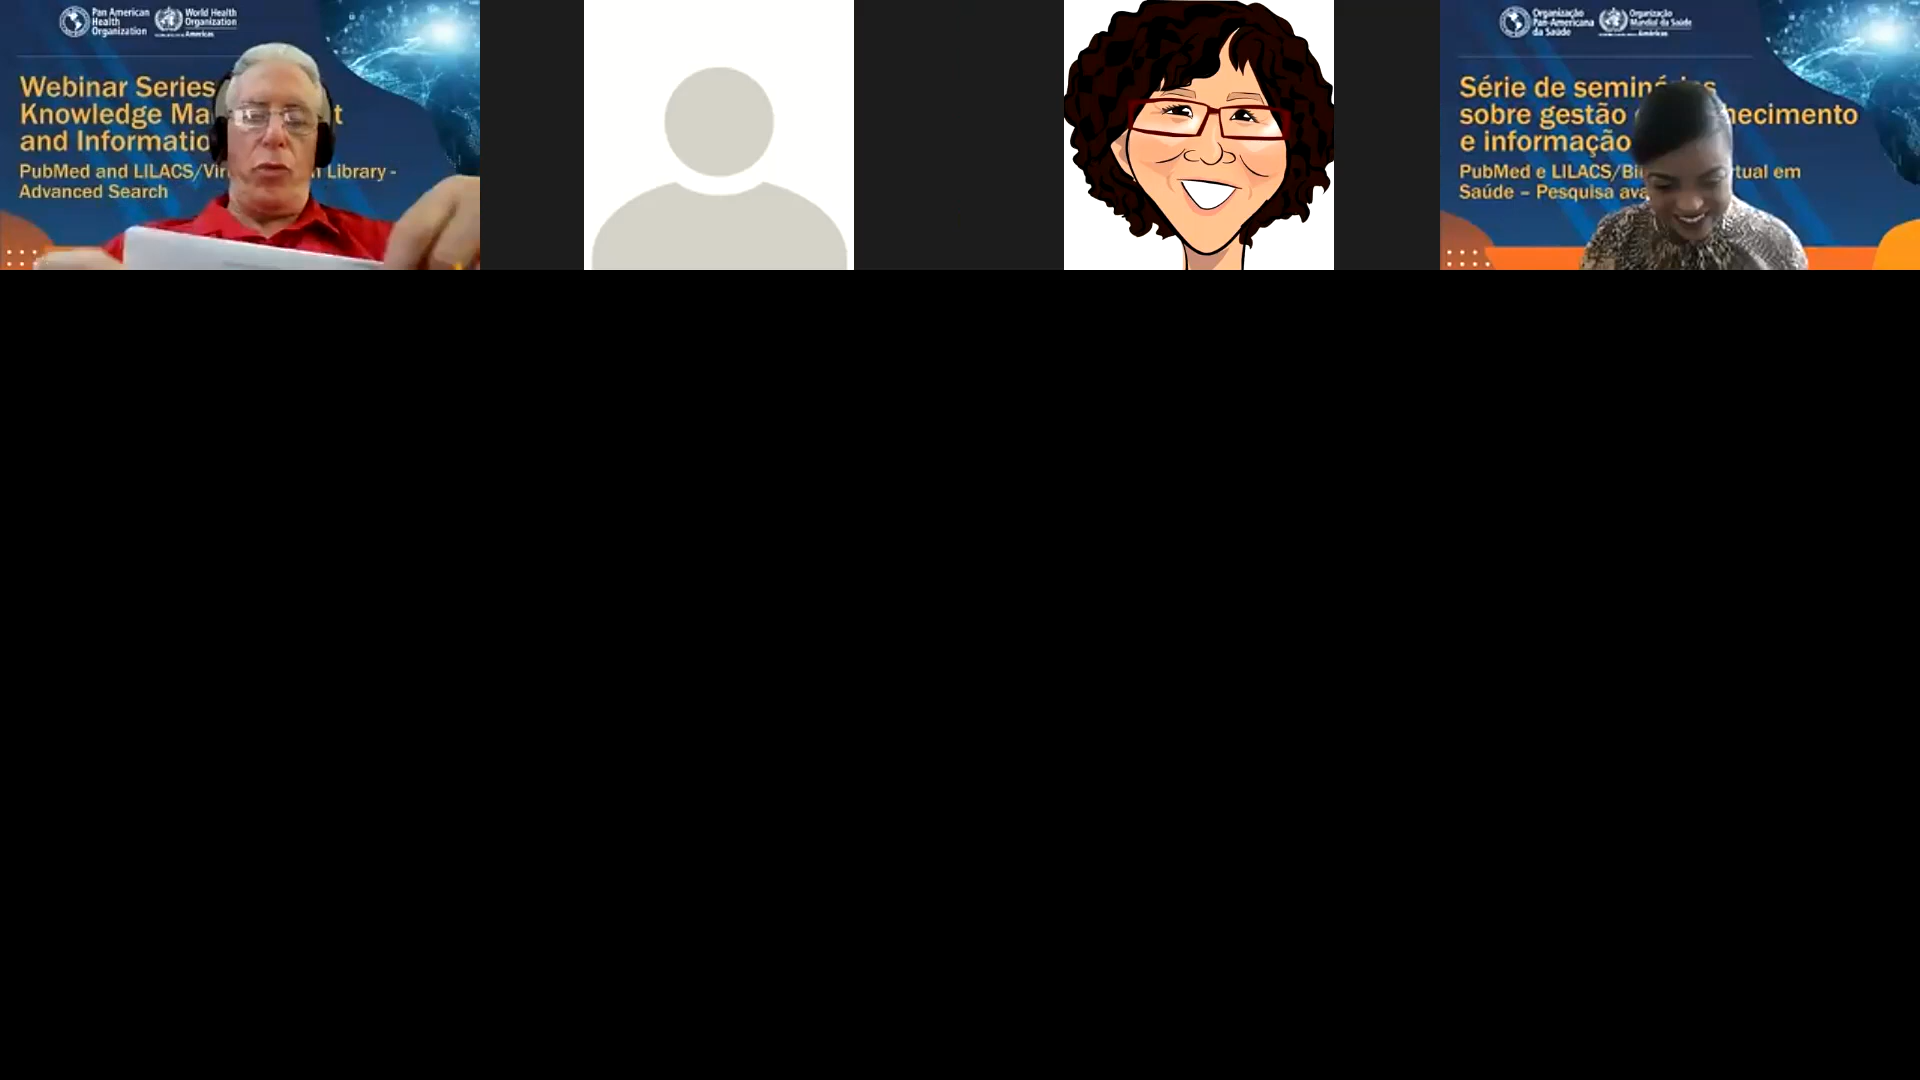 Pan American
Health
Organization
World Health
Organization
Americas
Webinar Series
Knowledge Ma t
and Informatio
PubMed and LILACS/Vir Library -
Advanced Search
Organização
Pan-Americana
da Saúde
Organização
Mundial da Saúde
Américas
Série de seminários
sobre gestão hecimento
e informação
PubMed e LILACS/Bi tual em
Saúde – Pesquisa ava